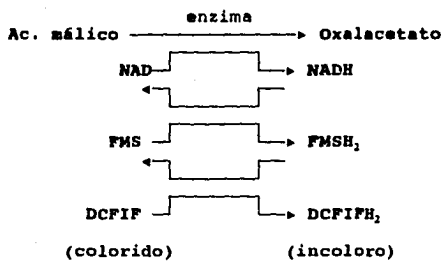 enzima
Ac. málico Oxalacetato
NAD NADH
FMS FMSH₂
DCFIF DCFIFH₂
(colorido) (incoloro)